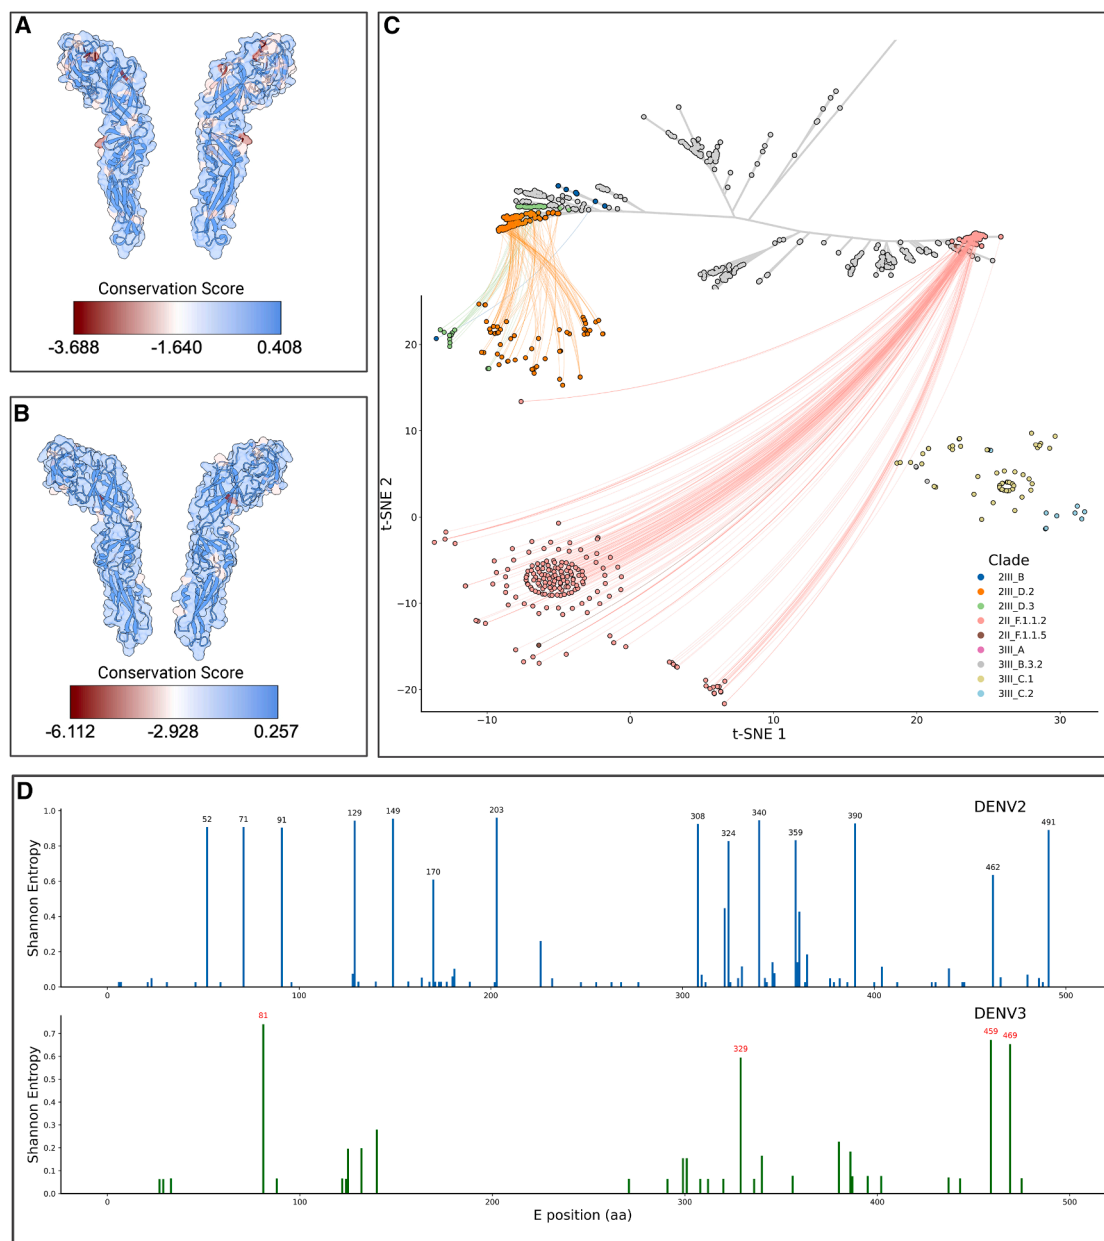 A
Conservation Score
-3.688 -1.640 0.408
B
Conservation Score
-6.112 -2.928 0.257
C
t-SNE 2
20
10
0
−10
−20
−10 0 10 20 30
t-SNE 1
Clade
2III_B
2III_D.2
2III_D.3
2II_F.1.1.2
2II_F.1.1.5
3III_A
3III_B.3.2
3III_C.1
3III_C.2
D
DENV2
Shannon Entropy
1.0
0.8
0.6
0.4
0.2
0.0
52 71 91 129 149 170 203 308 324 340 359 390 462 491
0 100 200 300 400 500
DENV3
Shannon Entropy
0.7
0.6
0.5
0.4
0.3
0.2
0.1
0.0
81 329 459 469
0 100 200 300 400 500
E position (aa)